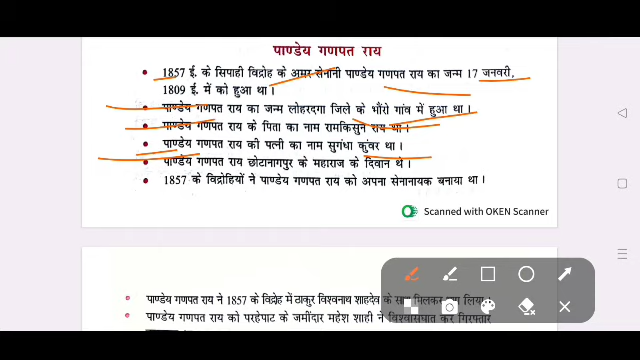 पाण्डेय गणपत राय
1857 ई. के सिपाही विद्रोह के अमर सेनानी पाण्डेय गणपत राय का जन्म 17 जनवरी,
1809 ई. में को हुआ था ।
पाण्डेय गणपत राय का जन्म लोहरदगा जिले के भौंरो गांव में हुआ था ।
पाण्डेय गणपत राय के पिता का नाम रामकिसुन राय था ।
पाण्डेय गणपत राय की पत्नी का नाम सुगंधा कुंवर था ।
पाण्डेय गणपत राय छोटानागपुर के महाराज के दिवान थे ।
1857 के विद्रोहियों ने पाण्डेय गणपत राय को अपना सेनानायक बनाया था ।
Scanned with OKEN Scanner
पाण्डेय गणपत राय ने 1857 के विद्रोह में ठाकुर विश्वनाथ शाहदेव के साथ मिलकर भाग लिया ।
पाण्डेय गणपत राय को परहेपाट के जमींदार महेश शाही ने विश्वासघात कर गिरफ्तार